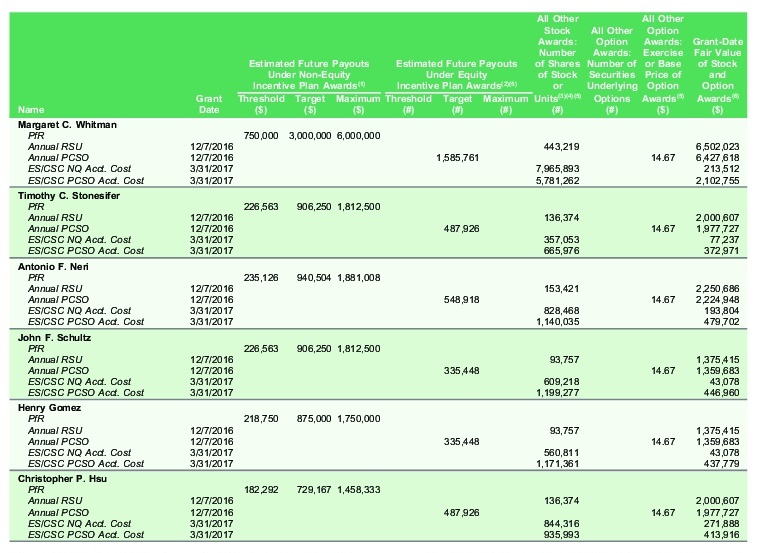 All Other All Other
Stock All Other Option
Awards: Option Awards: Grant-Date
Number Awards: Exercise Fair Value
Estimated Future Payouts Estimated Future Payouts of Shares Number of or Base of Stock
Under Non-Equity Under Equity of Stock Securities Price of and
Incentive Plan Awards(1) Incentive Plan Awards(2)(6) or Underlying Option Option
Grant Threshold Target Maximum Threshold Target Maximum Units(3)(4)(5) Options Awards(5) Awards(6)
Name Date ($) ($) ($) (#) (#) (#) (#) (#) ($) ($)
Margaret C. Whitman
PfR 750,000 3,000,000 6,000,000
Annual RSU 12/7/2016 443,219 6,502,023
Annual PCSO 12/7/2016 1,585,761 14.67 6,427,618
ES/CSC NQ Acct. Cost 3/31/2017 7,965,893 213,512
ES/CSC PCSO Acct. Cost 3/31/2017 5,781,262 2,102,755
Timothy C. Stonesifer
PfR 226,563 906,250 1,812,500
Annual RSU 12/7/2016 136,374 2,000,607
Annual PCSO 12/7/2016 487,926 14.67 1,977,727
ES/CSC NQ Acct. Cost 3/31/2017 357,053 77,237
ES/CSC PCSO Acct. Cost 3/31/2017 665,976 372,971
Antonio F. Neri
PfR 235,126 940,504 1,881,008
Annual RSU 12/7/2016 153,421 2,250,686
Annual PCSO 12/7/2016 548,918 14.67 2,224,948
ES/CSC NQ Acct. Cost 3/31/2017 828,468 193,804
ES/CSC PCSO Acct. Cost 3/31/2017 1,140,035 479,702
John F. Schultz
PfR 226,563 906,250 1,812,500
Annual RSU 12/7/2016 93,757 1,375,415
Annual PCSO 12/7/2016 335,448 14.67 1,359,683
ES/CSC NQ Acct. Cost 3/31/2017 609,218 43,078
ES/CSC PCSO Acct. Cost 3/31/2017 1,199,277 446,960
Henry Gomez
PfR 218,750 875,000 1,750,000
Annual RSU 12/7/2016 93,757 1,375,415
Annual PCSO 12/7/2016 335,448 14.67 1,359,683
ES/CSC NQ Acct. Cost 3/31/2017 560,811 43,078
ES/CSC PCSO Acct. Cost 3/31/2017 1,171,361 437,779
Christopher P. Hsu
PfR 182,292 729,167 1,458,333
Annual RSU 12/7/2016 136,374 2,000,607
Annual PCSO 12/7/2016 487,926 14.67 1,977,727
ES/CSC NQ Acct. Cost 3/31/2017 844,316 271,888
ES/CSC PCSO Acct. Cost 3/31/2017 935,993 413,916